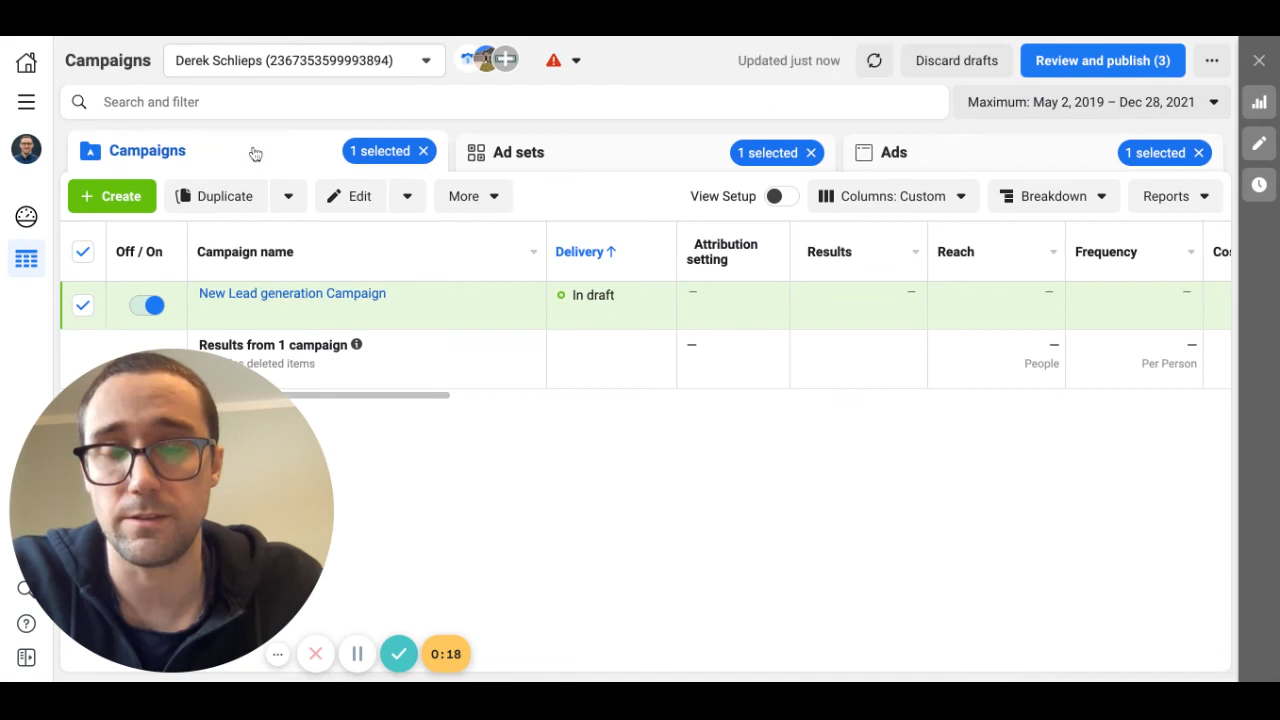 Campaigns
Derek Schlieps (2367353599993894)
Updated just now
Discard drafts
Review and publish (3)
Search and filter
Maximum: May 2, 2019 – Dec 28, 2021
Campaigns
1 selected
Ad sets
1 selected
Ads
1 selected
+ Create
Duplicate
Edit
More
View Setup
Columns: Custom
Breakdown
Reports
Off / On
Campaign name
Delivery ↑
Attribution
setting
Results
Reach
Frequency
New Lead generation Campaign
In draft
—
—
—
—
Results from 1 campaign
—
—
—
deleted items
People
Per Person
0:18